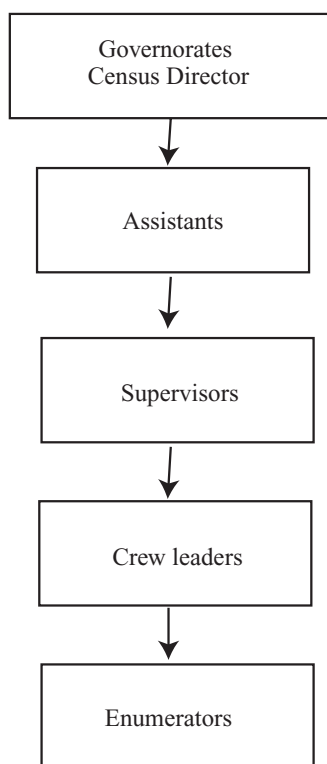 Governorates
Census Director
Assistants
Supervisors
Crew leaders
Enumerators